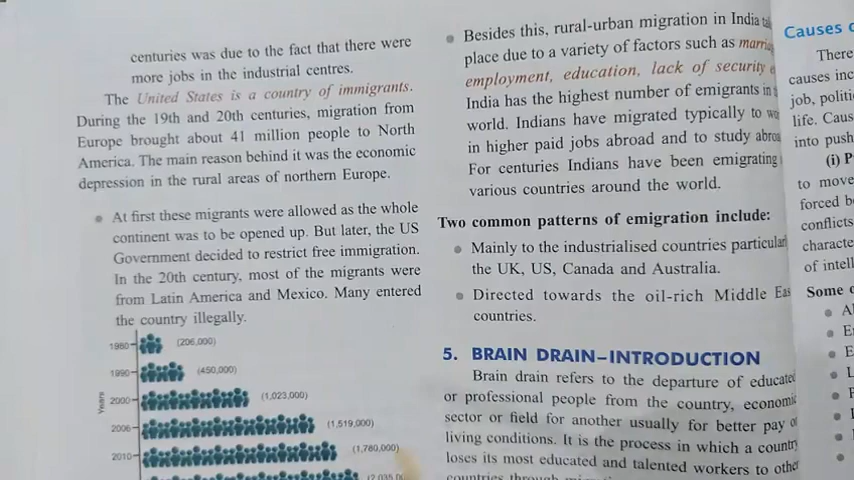 centuries was due to the fact that there were
more jobs in the industrial centres.
The United States is a country of immigrants.
During the 19th and 20th centuries, migration from
Europe brought about 41 million people to North
America. The main reason behind it was the economic
depression in the rural areas of northern Europe.
At first these migrants were allowed as the whole
continent was to be opened up. But later, the US
Government decided to restrict free immigration.
In the 20th century, most of the migrants were
from Latin America and Mexico. Many entered
the country illegally.
Years
1980 (206,000)
1990 (450,000)
2000 (1,023,000)
2006 (1,519,000)
2010 (1,780,000)
Besides this, rural-urban migration in India
place due to a variety of factors such as
employment, education, lack of security
India has the highest number of emigrants in
world. Indians have migrated typically to
in higher paid jobs abroad and to study
For centuries Indians have been emigrating
various countries around the world.
Two common patterns of emigration include:
Mainly to the industrialised countries
the UK, US, Canada and Australia.
Directed towards the oil-rich Middle
countries.
5. BRAIN DRAIN–INTRODUCTION
Brain drain refers to the departure of educated
or professional people from the country, economic
sector or field for another usually for better pay
living conditions. It is the process in which a country
loses its most educated and talented workers to other
countries through
Causes
There
causes
job,
life.
into push
(i)
to move
forced
conflicts
of
Some